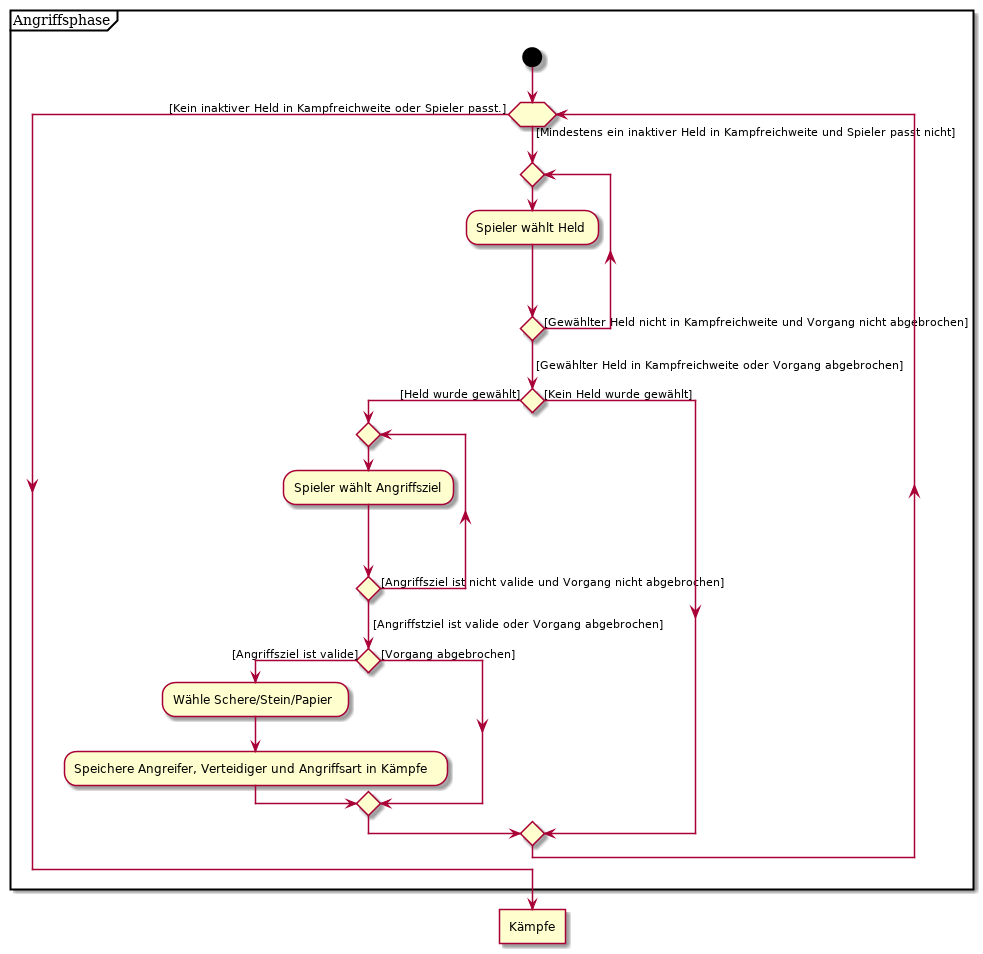 Angriffsphase
[Kein inaktiver Held in Kampfreichweite oder Spieler passt.]
[Mindestens ein inaktiver Held in Kampfreichweite und Spieler passt nicht]
Spieler wählt Held
[Gewählter Held nicht in Kampfreichweite und Vorgang nicht abgebrochen]
[Gewählter Held in Kampfreichweite oder Vorgang abgebrochen]
[Held wurde gewählt]
[Kein Held wurde gewählt]
Spieler wählt Angriffsziel
[Angriffsziel ist nicht valide und Vorgang nicht abgebrochen]
[Angriffstziel ist valide oder Vorgang abgebrochen]
[Angriffsziel ist valide]
[Vorgang abgebrochen]
Wähle Schere/Stein/Papier
Speichere Angreifer, Verteidiger und Angriffsart in Kämpfe
Kämpfe